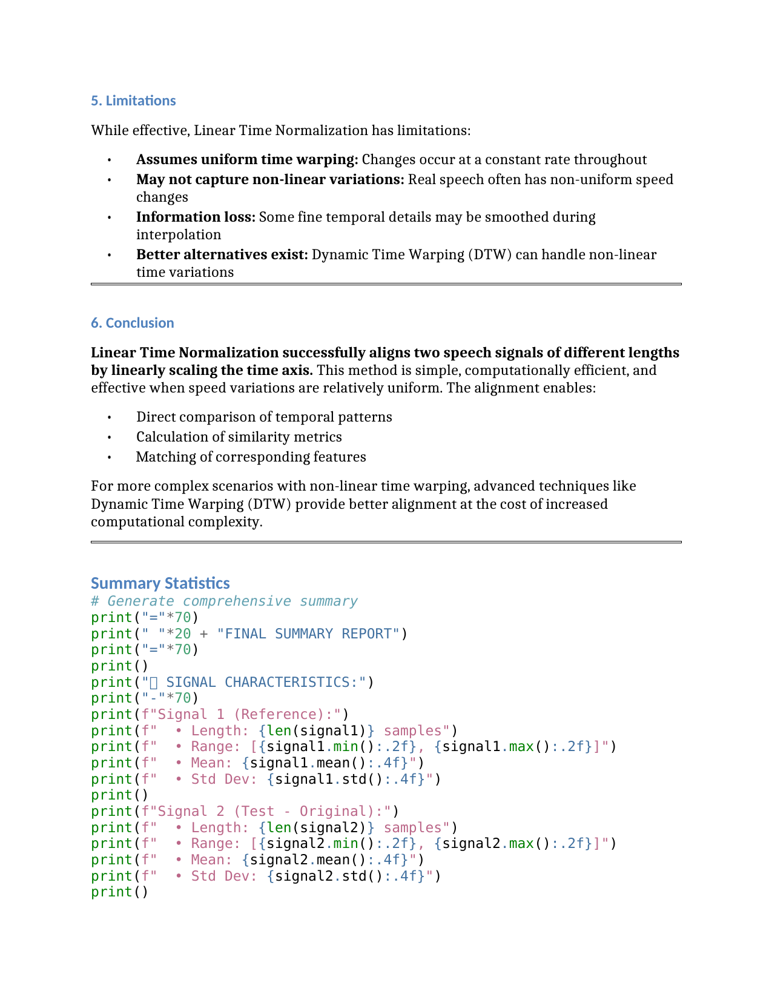 5. Limitations
While effective, Linear Time Normalization has limitations:
• Assumes uniform time warping: Changes occur at a constant rate throughout
• May not capture non-linear variations: Real speech often has non-uniform speed
changes
• Information loss: Some fine temporal details may be smoothed during
interpolation
• Better alternatives exist: Dynamic Time Warping (DTW) can handle non-linear
time variations
6. Conclusion
Linear Time Normalization successfully aligns two speech signals of different lengths
by linearly scaling the time axis. This method is simple, computationally efficient, and
effective when speed variations are relatively uniform. The alignment enables:
• Direct comparison of temporal patterns
• Calculation of similarity metrics
• Matching of corresponding features
For more complex scenarios with non-linear time warping, advanced techniques like
Dynamic Time Warping (DTW) provide better alignment at the cost of increased
computational complexity.
Summary Statistics
# Generate comprehensive summary
print("="*70)
print(" "*20 + "FINAL SUMMARY REPORT")
print("="*70)
print()
print("▯ SIGNAL CHARACTERISTICS:")
print("-"*70)
print(f"Signal 1 (Reference):")
print(f"  • Length: {len(signal1)} samples")
print(f"  • Range: [{signal1.min():.2f}, {signal1.max():.2f}]")
print(f"  • Mean: {signal1.mean():.4f}")
print(f"  • Std Dev: {signal1.std():.4f}")
print()
print(f"Signal 2 (Test - Original):")
print(f"  • Length: {len(signal2)} samples")
print(f"  • Range: [{signal2.min():.2f}, {signal2.max():.2f}]")
print(f"  • Mean: {signal2.mean():.4f}")
print(f"  • Std Dev: {signal2.std():.4f}")
print()